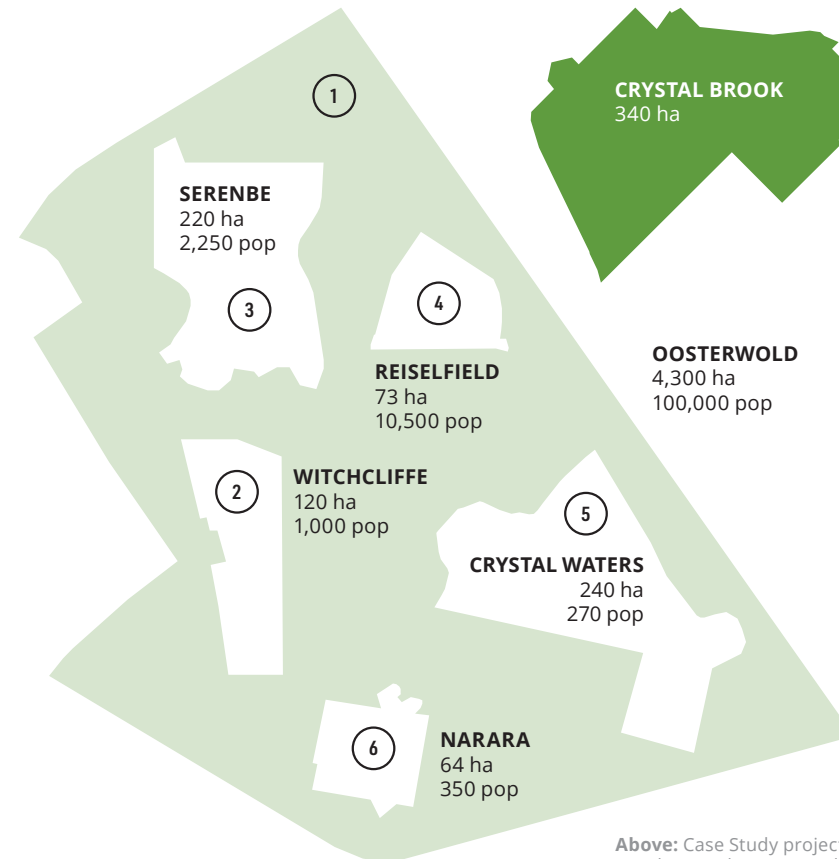 1
CRYSTAL BROOK
340 ha
SERENBE
220 ha
2,250 pop
3
4
REISELFIELD
73 ha
10,500 pop
OOSTERWOLD
4,300 ha
100,000 pop
2
WITCHCLIFFE
120 ha
1,000 pop
5
CRYSTAL WATERS
240 ha
270 pop
6
NARARA
64 ha
350 pop
Above: Case Study project